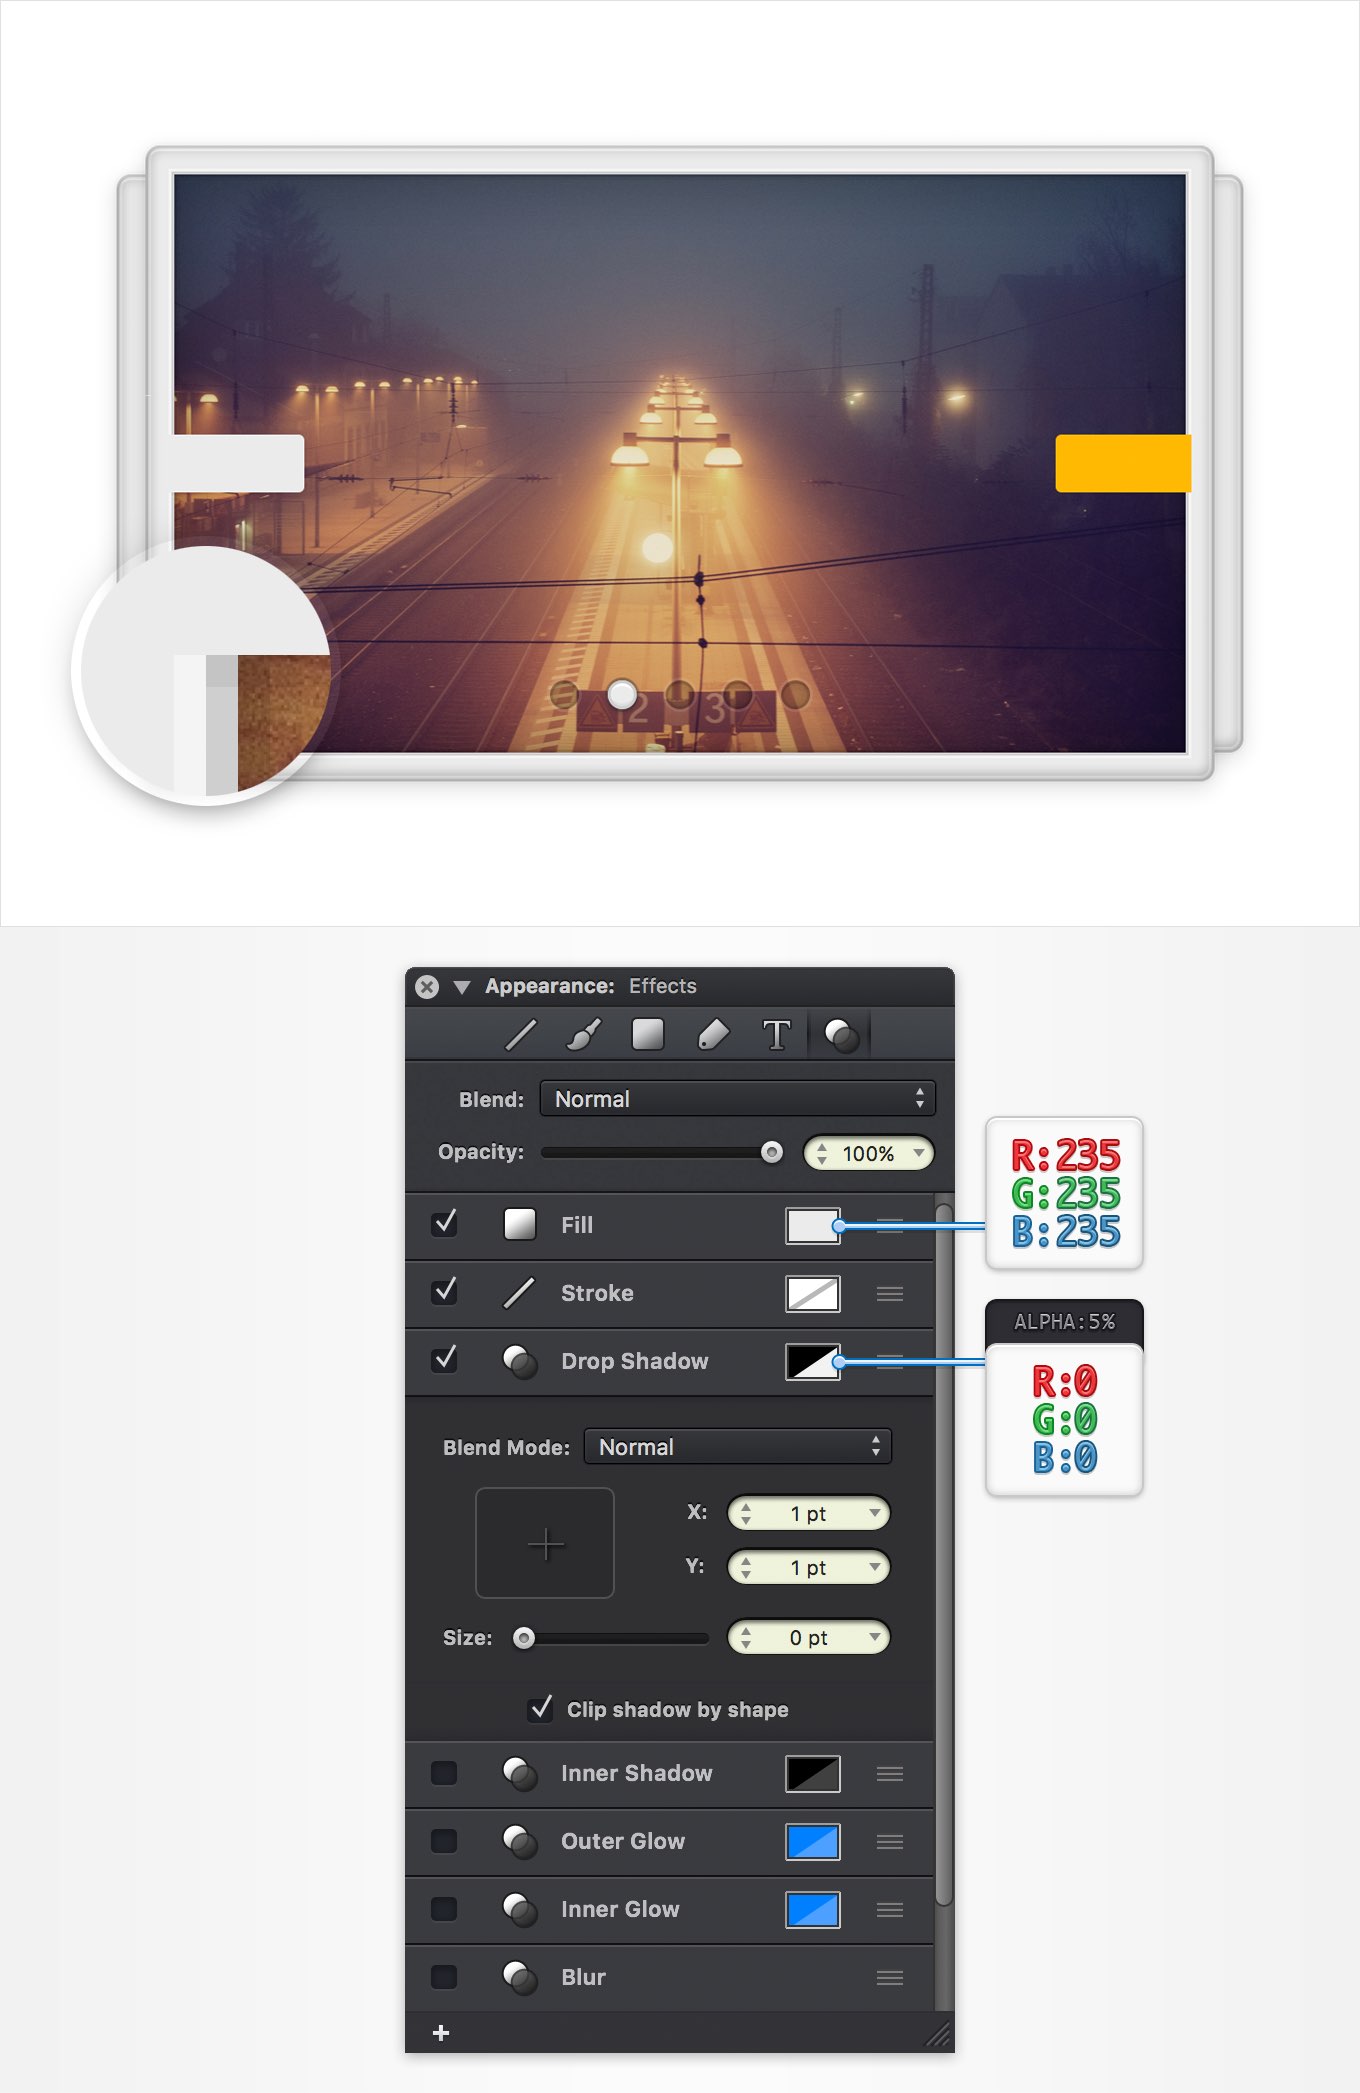 2 3
Appearance: Effects
T
Blend: Normal
Opacity: 100%
Fill
Stroke
Drop Shadow
R:235
G:235
B:235
ALPHA:5%
R:0
G:0
B:0
Blend Mode: Normal
X: 1 pt
Y: 1 pt
Size: 0 pt
Clip shadow by shape
Inner Shadow
Outer Glow
Inner Glow
Blur